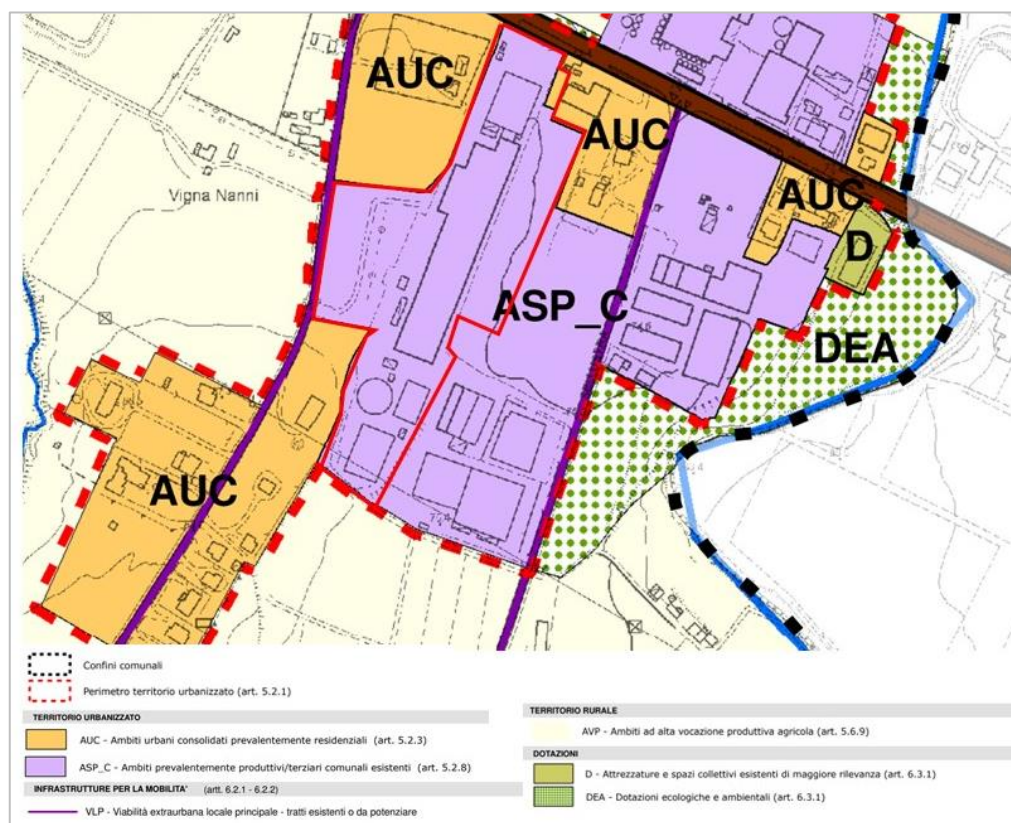 AUC
AUC
Vigna Nanni
AUC
D
ASP_C
DEA
AUC
Confini comunali
Perimetro territorio urbanizzato (art. 5.2.1)
TERRITORIO URBANIZZATO
AUC - Ambiti urbani consolidati prevalentemente residenziali (art. 5.2.3)
ASP_C - Ambiti prevalentemente produttivi/terziari comunali esistenti (art. 5.2.8)
INFRASTRUTTURE PER LA MOBILITA' (artt. 6.2.1 - 6.2.2)
VLP - Viabilità extraurbana locale principale - tratti esistenti o da potenziare
TERRITORIO RURALE
AVP - Ambiti ad alta vocazione produttiva agricola (art. 5.6.9)
DOTAZIONI
D - Attrezzature e spazi collettivi esistenti di maggiore rilevanza (art. 6.3.1)
DEA - Dotazioni ecologiche e ambientali (art. 6.3.1)